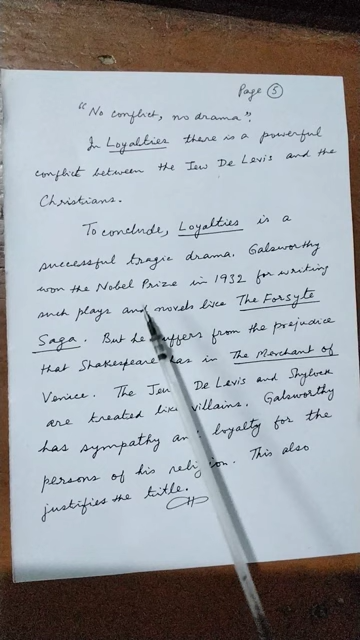 Page 5
"No conflict, no drama".
In Loyalties there is a powerful
conflict between the Jew De Levis and the
Christians.
To conclude, Loyalties is a
successful tragic drama. Galsworthy
won the Nobel Prize in 1932 for writing
such plays and novels like The Forsyte
Saga. But he suffers from the prejudice
that Shakespeare has in The Merchant of
Venice. The Jew De Levis and Shylock
are treated like villains. Galsworthy
has sympathy and loyalty for the
persons of his religion. This also
justifies the title.